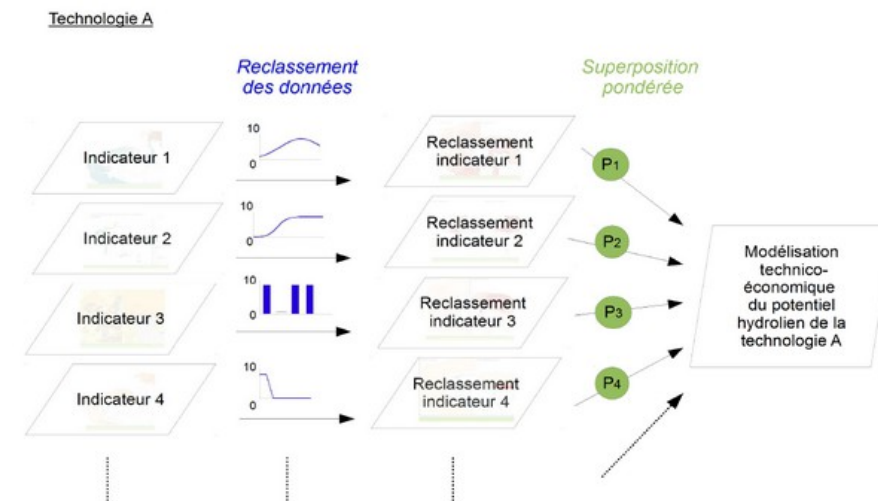 Technologie A
Reclassement
des données
Superposition
pondérée
Indicateur 1
10
0
Reclassement
indicateur 1
P1
Indicateur 2
10
0
Reclassement
indicateur 2
P2
Indicateur 3
10
0
Reclassement
indicateur 3
P3
Indicateur 4
10
0
Reclassement
indicateur 4
P4
Modélisation
technico-
économique
du potentiel
hydrolien de la
technologie A